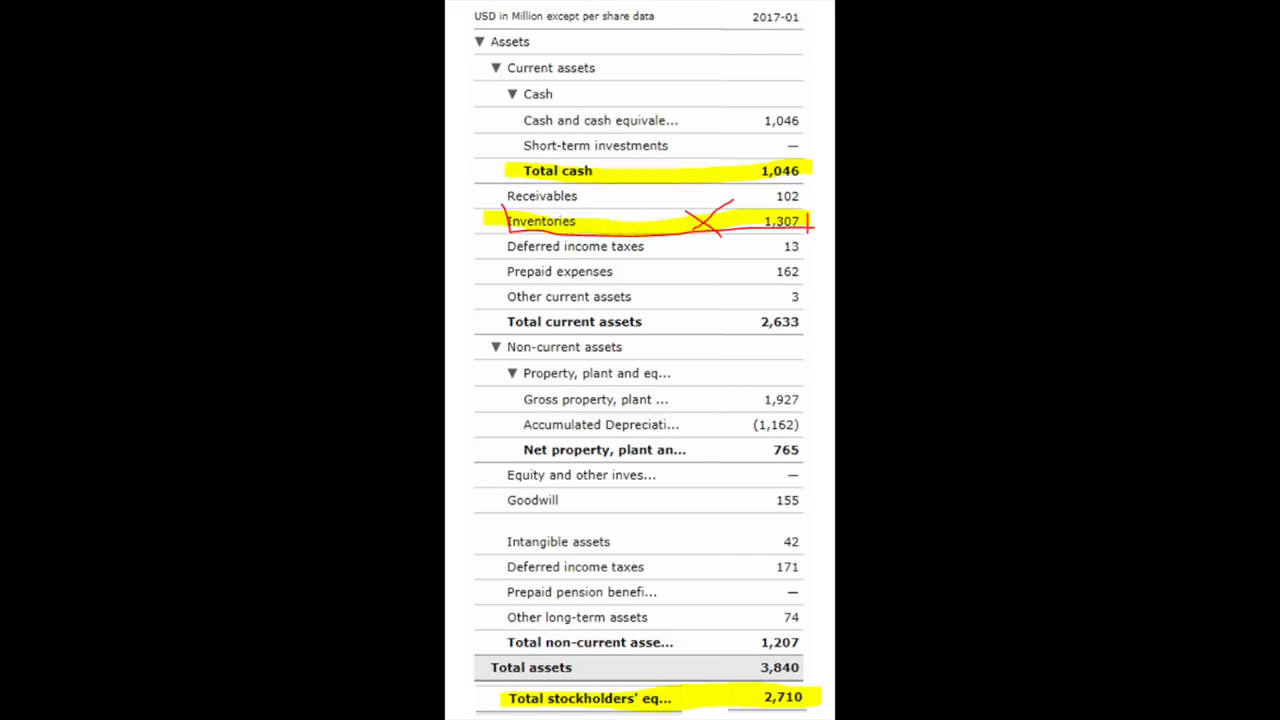 USD in Million except per share data 2017-01
▼ Assets
▼ Current assets
▼ Cash
Cash and cash equivale... 1,046
Short-term investments —
Total cash 1,046
Receivables 102
Inventories 1,307
Deferred income taxes 13
Prepaid expenses 162
Other current assets 3
Total current assets 2,633
▼ Non-current assets
▼ Property, plant and eq...
Gross property, plant ... 1,927
Accumulated Depreciati... (1,162)
Net property, plant an... 765
Equity and other inves... —
Goodwill 155
Intangible assets 42
Deferred income taxes 171
Prepaid pension benefi... —
Other long-term assets 74
Total non-current asse... 1,207
Total assets 3,840
Total stockholders' eq... 2,710